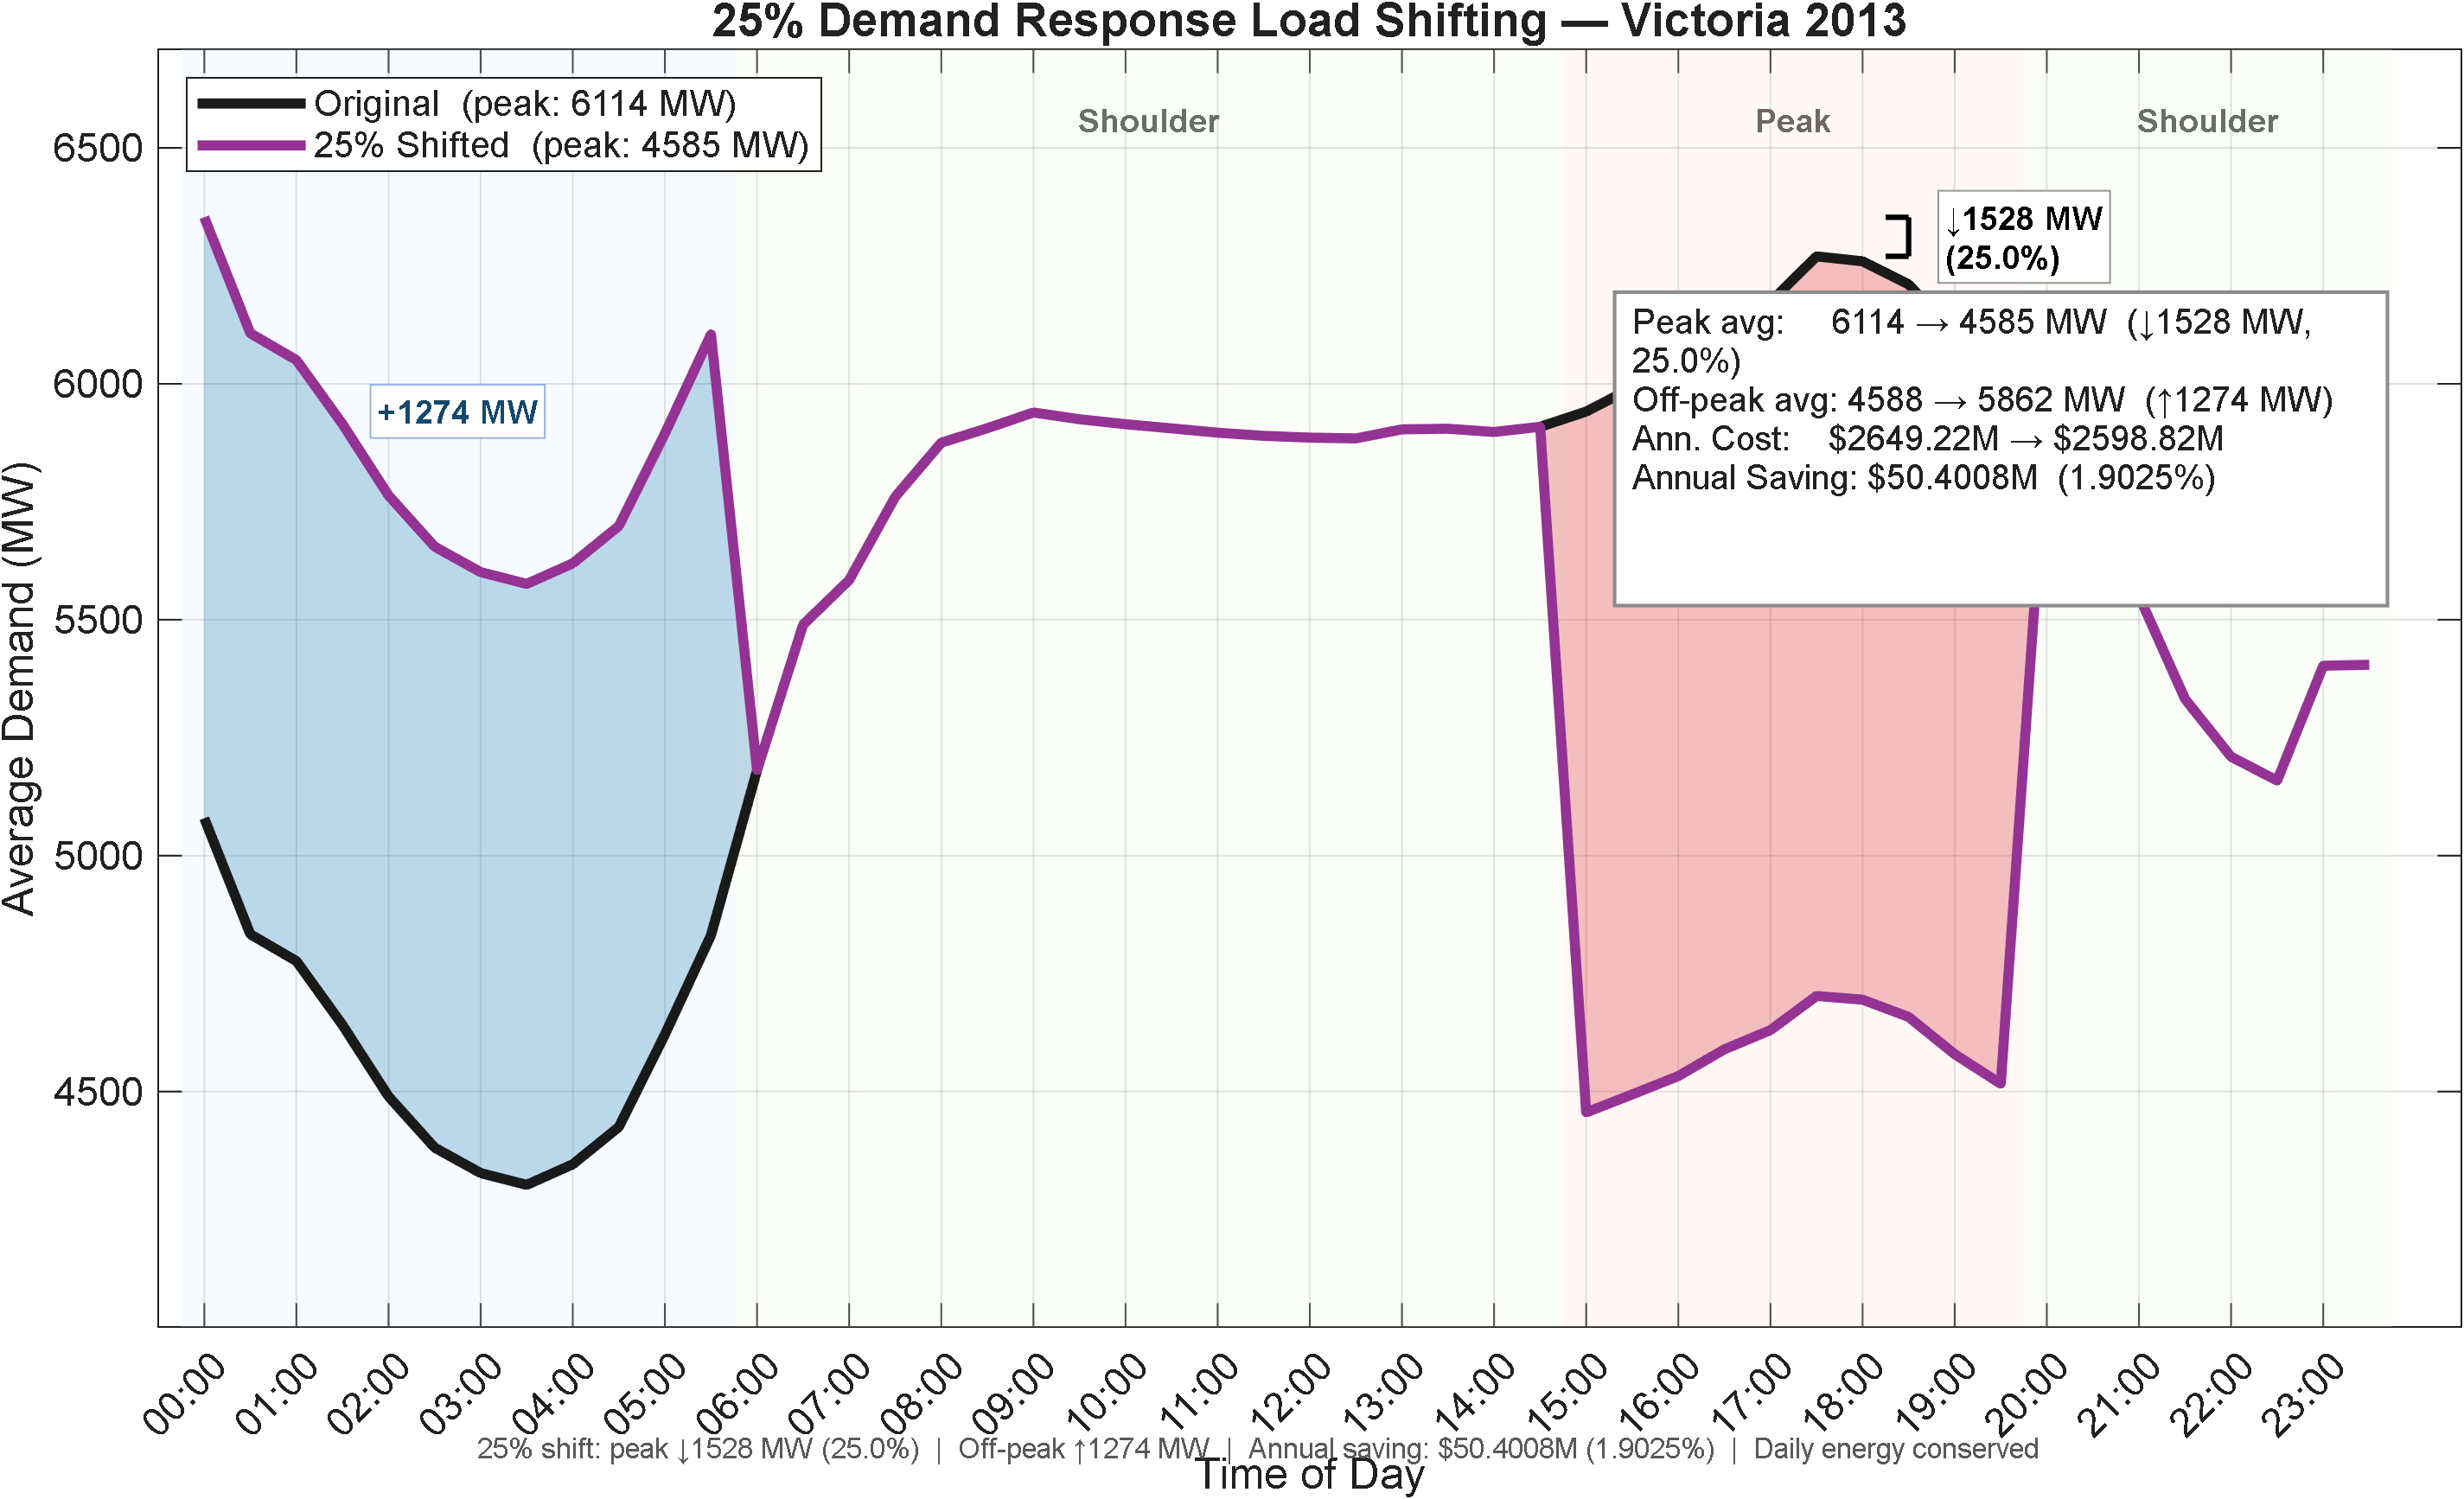 25% Demand Response Load Shifting — Victoria 2013
Original (peak: 6114 MW)
25% Shifted (peak: 4585 MW)
Shoulder
Peak
Shoulder
↓1528 MW
(25.0%)
+1274 MW
Peak avg: 6114 → 4585 MW (↓1528 MW,
25.0%)
Off-peak avg: 4588 → 5862 MW (↑1274 MW)
Ann. Cost: $2649.22M → $2598.82M
Annual Saving: $50.4008M (1.9025%)
Average Demand (MW)
6500
6000
5500
5000
4500
00:00
01:00
02:00
03:00
04:00
05:00
06:00
07:00
08:00
09:00
10:00
11:00
12:00
13:00
14:00
15:00
16:00
17:00
18:00
19:00
20:00
21:00
22:00
23:00
25% shift: peak ↓1528 MW (25.0%) | Off-peak ↑1274 MW | Annual saving: $50.4008M (1.9025%) | Daily energy conserved
Time of Day